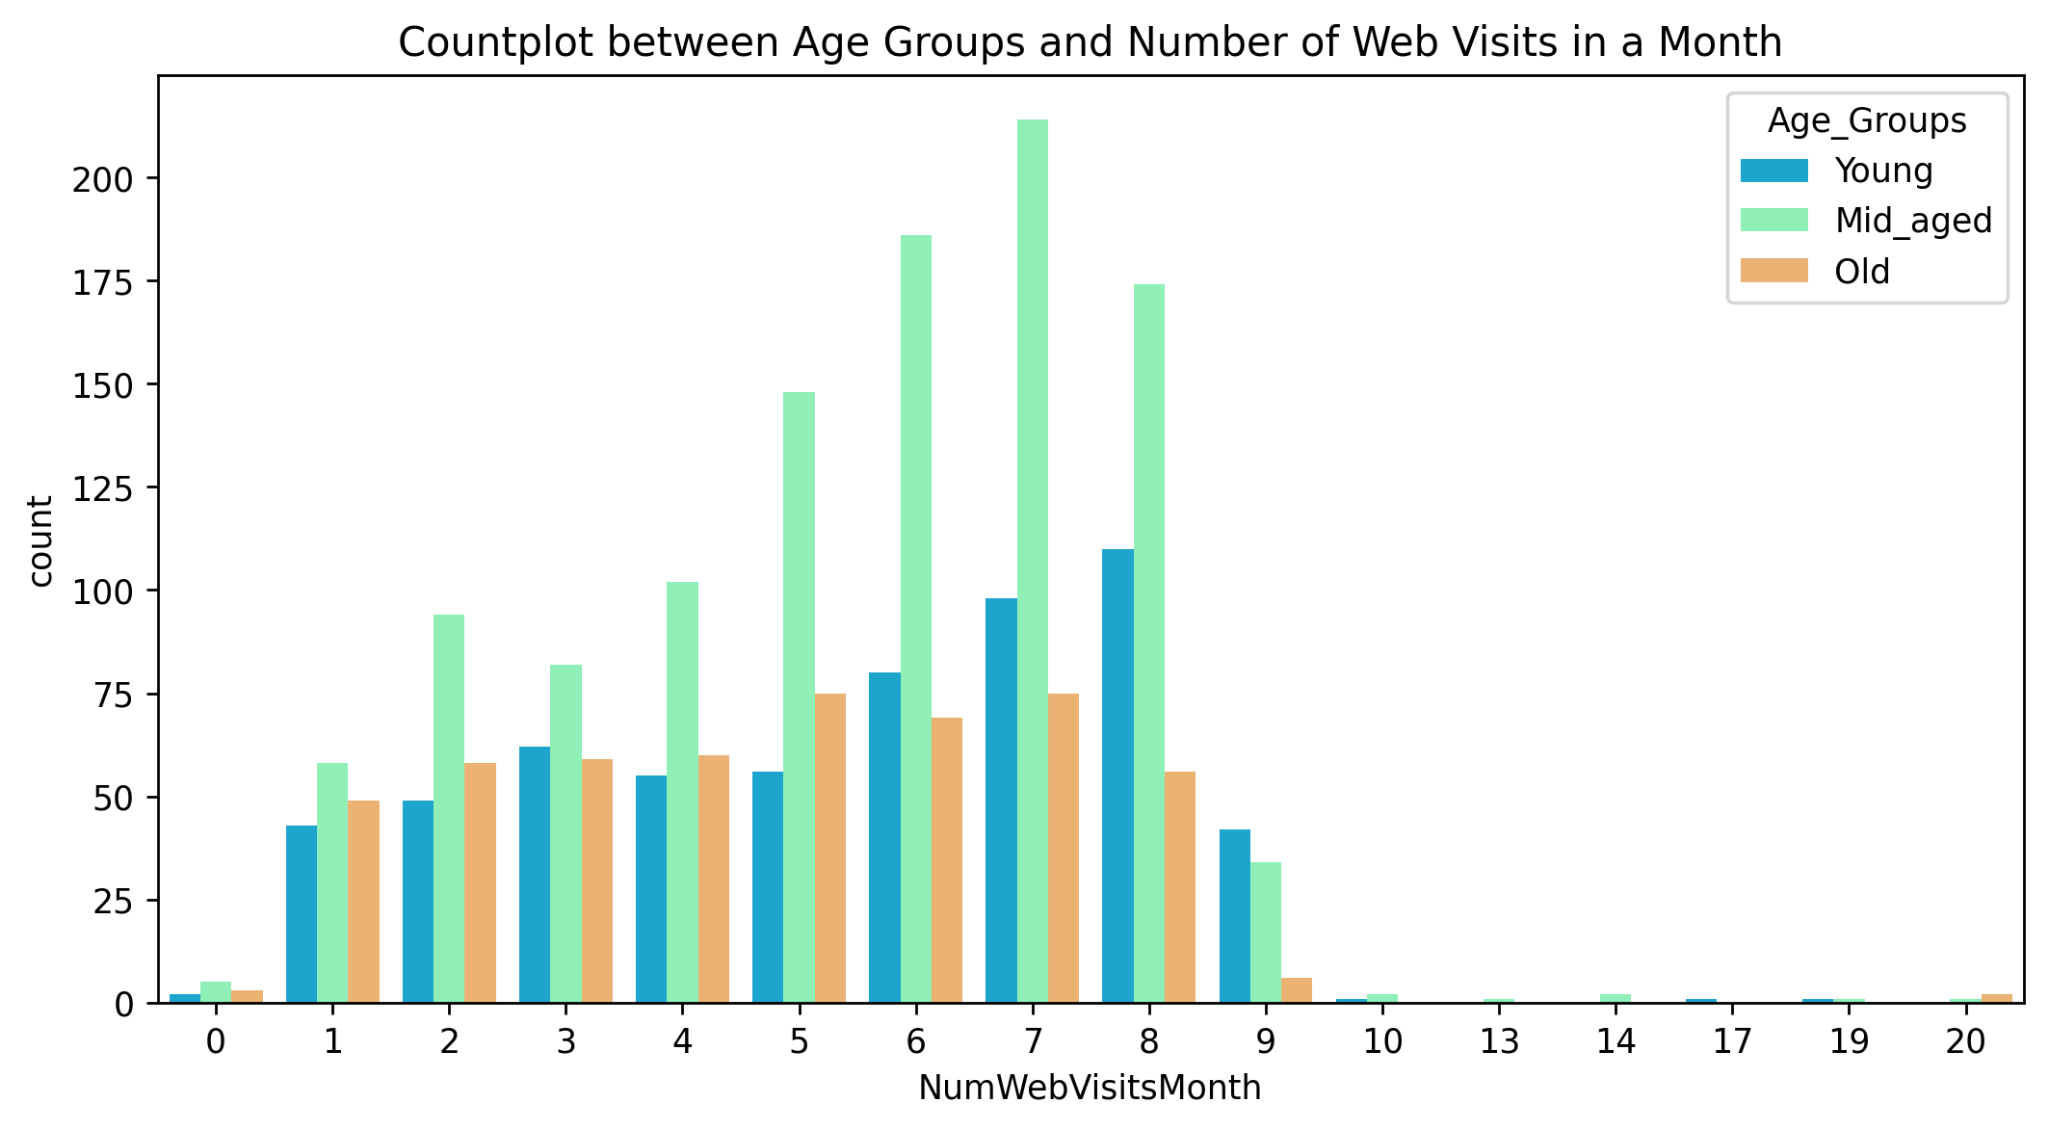 Countplot between Age Groups and Number of Web Visits in a Month
Age_Groups
Young
Mid_aged
Old
200
175
150
125
100
75
50
25
0
count
0 1 2 3 4 5 6 7 8 9 10 13 14 17 19 20
NumWebVisitsMonth